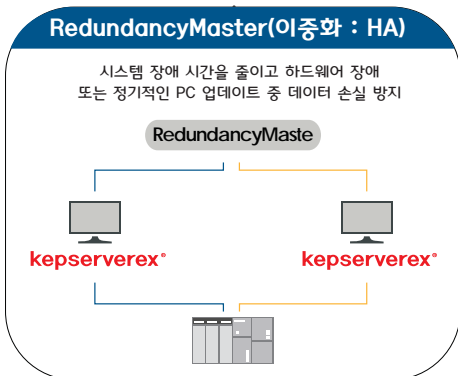 RedundancyMaster(이중화 : HA)
시스템 장애 시간을 줄이고 하드웨어 장애
또는 정기적인 PC 업데이트 중 데이터 손실 방지
RedundancyMaste
kepserverex® kepserverex®